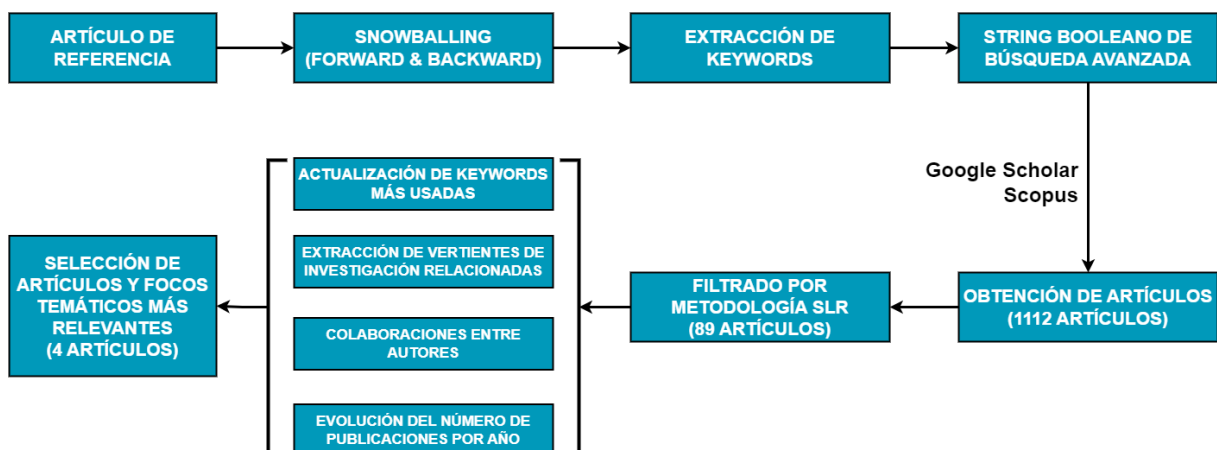 ARTÍCULO DE
REFERENCIA
SNOWBALLING
(FORWARD & BACKWARD)
EXTRACCIÓN DE
KEYWORDS
STRING BOOLEANO DE
BÚSQUEDA AVANZADA
Google Scholar
Scopus
OBTENCIÓN DE ARTÍCULOS
(1112 ARTÍCULOS)
FILTRADO POR
METODOLOGÍA SLR
(89 ARTÍCULOS)
ACTUALIZACIÓN DE KEYWORDS
MÁS USADAS
EXTRACCIÓN DE VERTIENTES DE
INVESTIGACIÓN RELACIONADAS
COLABORACIONES ENTRE
AUTORES
EVOLUCIÓN DEL NÚMERO DE
PUBLICACIONES POR AÑO
SELECCIÓN DE
ARTÍCULOS Y FOCOS
TEMÁTICOS MÁS
RELEVANTES
(4 ARTÍCULOS)